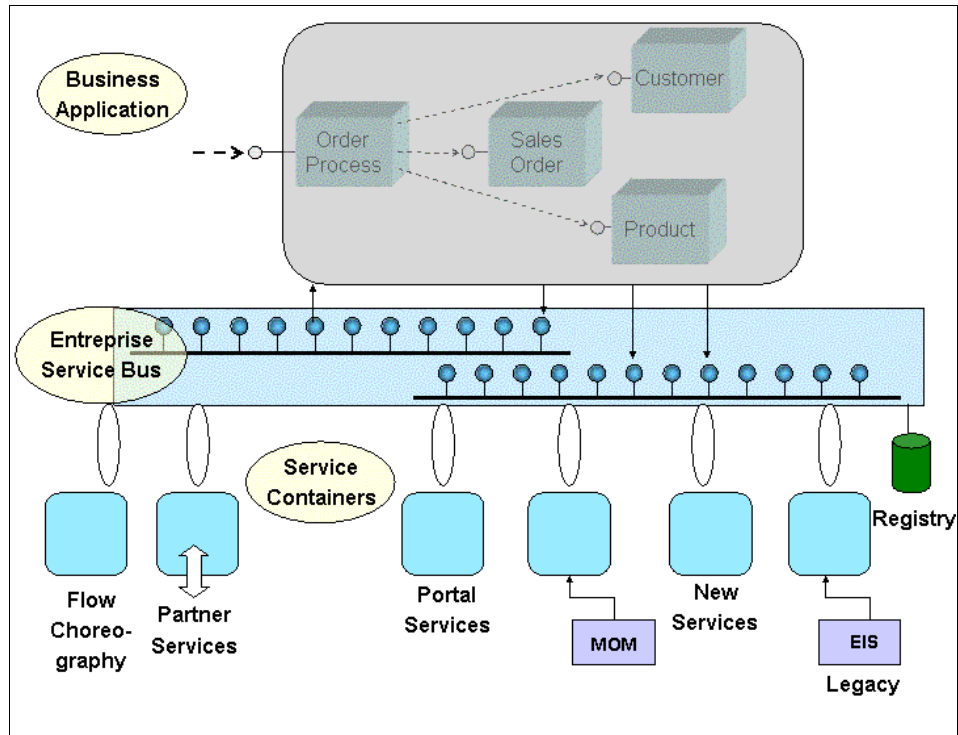 Business
Application
Customer
Order
Process
Sales
Order
Product
Entreprise
Service Bus
Service
Containers
Registry
Flow
Choreo-
graphy
Partner
Services
Portal
Services
MOM
New
Services
EIS
Legacy